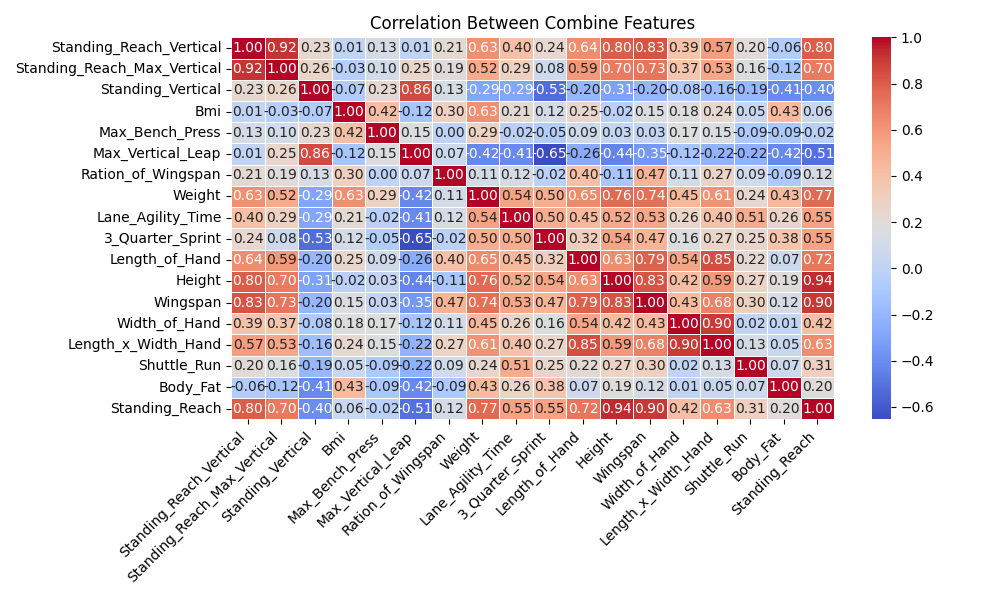 Correlation Between Combine Features
Standing_Reach_Vertical 1.00 0.92 0.23 0.01 0.13 0.01 0.21 0.63 0.40 0.24 0.64 0.80 0.83 0.39 0.57 0.20 -0.06 0.80
Standing_Reach_Max_Vertical 0.92 1.00 0.26 -0.03 0.10 0.25 0.19 0.52 0.29 0.08 0.59 0.70 0.73 0.37 0.53 0.16 -0.12 0.70
Standing_Vertical 0.23 0.26 1.00 -0.07 0.23 0.86 0.13 -0.29 -0.29 -0.53 -0.20 -0.31 -0.20 -0.08 -0.16 -0.19 -0.41 -0.40
Bmi 0.01 -0.03 -0.07 1.00 0.42 -0.12 0.30 0.63 0.21 0.12 0.25 -0.02 0.15 0.18 0.24 0.05 0.43 0.06
Max_Bench_Press 0.13 0.10 0.23 0.42 1.00 0.15 0.00 0.29 -0.02 -0.05 0.09 0.03 0.03 0.17 0.15 -0.09 -0.09 -0.02
Max_Vertical_Leap 0.01 0.25 0.86 -0.12 0.15 1.00 0.07 -0.42 -0.41 -0.65 -0.26 -0.44 -0.35 -0.12 -0.22 -0.22 -0.42 -0.51
Ration_of_Wingspan 0.21 0.19 0.13 0.30 0.00 0.07 1.00 0.11 0.12 -0.02 0.40 -0.11 0.47 0.11 0.27 0.09 -0.09 0.12
Weight 0.63 0.52 -0.29 0.63 0.29 -0.42 0.11 1.00 0.54 0.50 0.65 0.76 0.74 0.45 0.61 0.24 0.43 0.77
Lane_Agility_Time 0.40 0.29 -0.29 0.21 -0.02 -0.41 0.12 0.54 1.00 0.50 0.45 0.52 0.53 0.26 0.40 0.51 0.26 0.55
3_Quarter_Sprint 0.24 0.08 -0.53 0.12 -0.05 -0.65 -0.02 0.50 0.50 1.00 0.32 0.54 0.47 0.16 0.27 0.25 0.38 0.55
Length_of_Hand 0.64 0.59 -0.20 0.25 0.09 -0.26 0.40 0.65 0.45 0.32 1.00 0.63 0.79 0.54 0.85 0.22 0.07 0.72
Height 0.80 0.70 -0.31 -0.02 0.03 -0.44 -0.11 0.76 0.52 0.54 0.63 1.00 0.83 0.42 0.59 0.27 0.19 0.94
Wingspan 0.83 0.73 -0.20 0.15 0.03 -0.35 0.47 0.74 0.53 0.47 0.79 0.83 1.00 0.43 0.68 0.30 0.12 0.90
Width_of_Hand 0.39 0.37 -0.08 0.18 0.17 -0.12 0.11 0.45 0.26 0.16 0.54 0.42 0.43 1.00 0.90 0.02 0.01 0.42
Length_x_Width_Hand 0.57 0.53 -0.16 0.24 0.15 -0.22 0.27 0.61 0.40 0.27 0.85 0.59 0.68 0.90 1.00 0.13 0.05 0.63
Shuttle_Run 0.20 0.16 -0.19 0.05 -0.09 -0.22 0.09 0.24 0.51 0.25 0.22 0.27 0.30 0.02 0.13 1.00 0.07 0.31
Body_Fat -0.06 -0.12 -0.41 0.43 -0.09 -0.42 -0.09 0.43 0.26 0.38 0.07 0.19 0.12 0.01 0.05 0.07 1.00 0.20
Standing_Reach 0.80 0.70 -0.40 0.06 -0.02 -0.51 0.12 0.77 0.55 0.55 0.72 0.94 0.90 0.42 0.63 0.31 0.20 1.00
Standing_Reach_Vertical
Standing_Reach_Max_Vertical
Standing_Vertical
Bmi
Max_Bench_Press
Max_Vertical_Leap
Ration_of_Wingspan
Weight
Lane_Agility_Time
3_Quarter_Sprint
Length_of_Hand
Height
Wingspan
Width_of_Hand
Length_x_Width_Hand
Shuttle_Run
Body_Fat
Standing_Reach
1.0
0.8
0.6
0.4
0.2
0.0
−0.2
−0.4
−0.6